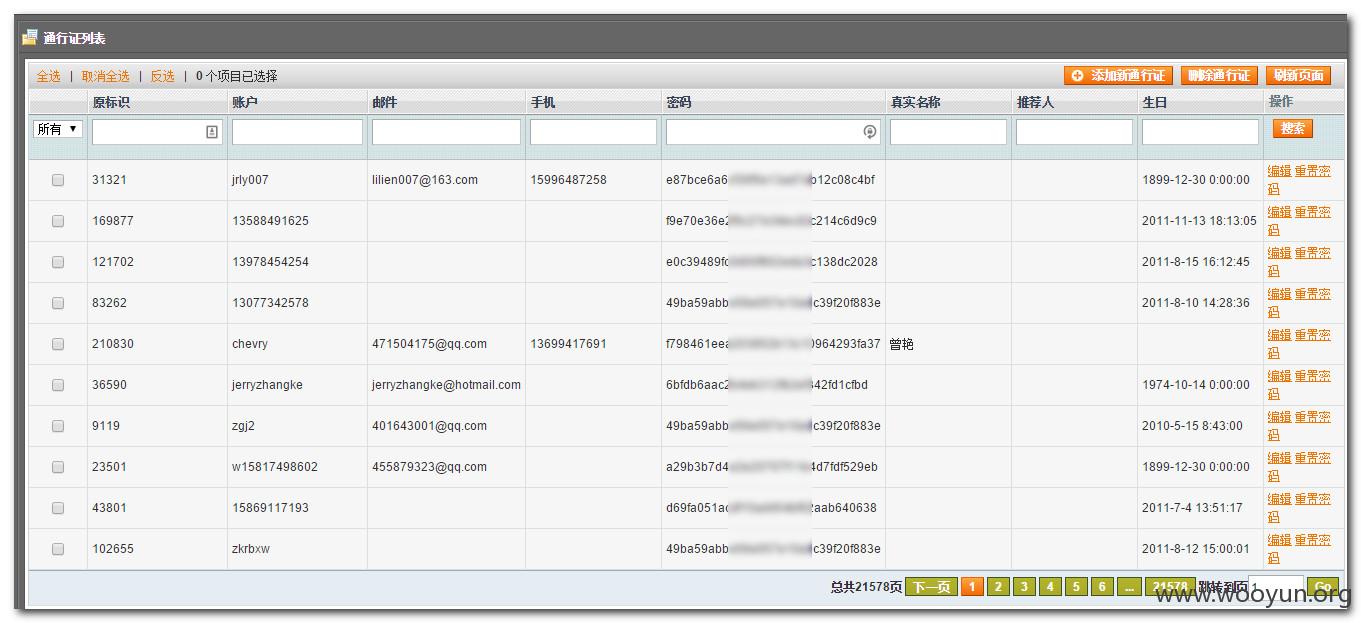 通行证列表
全选 | 取消全选 | 反选 | 0 个项目已选择 添加新通行证 删除通行证 刷新页面
原标识 账户 邮件 手机 密码 真实名称 推荐人 生日 操作
所有 搜索
31321 jrly007 lilien007@163.com 15996487258 e87bce6a6 b12c08c4bf 1899-12-30 0:00:00 编辑 重置密
码
169877 13588491625 f9e70e36e2 c214c6d9c9 2011-11-13 18:13:05 编辑 重置密
码
121702 13978454254 e0c39489fc c138dc2028 2011-8-15 16:12:45 编辑 重置密
码
83262 13077342578 49ba59abb c39f20f883e 2011-8-10 14:28:36 编辑 重置密
码
210830 chevry 471504175@qq.com 13699417691 f798461eea 0964293fa37 曾艳 编辑 重置密
码
36590 jerryzhangke jerryzhangke@hotmail.com 6bfdb6aac2 42fd1cfbd 1974-10-14 0:00:00 编辑 重置密
码
9119 zgj2 401643001@qq.com 49ba59abb c39f20f883e 2010-5-15 8:43:00 编辑 重置密
码
23501 w15817498602 455879323@qq.com a29b3b7d4 4d7fdf529eb 1899-12-30 0:00:00 编辑 重置密
码
43801 15869117193 d69fa051a 2aab640638 2011-7-4 13:51:17 编辑 重置密
码
102655 zkrbxw 49ba59abb c39f20f883e 2011-8-12 15:00:01 编辑 重置密
码
总共21578页 下一页 1 2 3 4 5 6 ... 21578 跳转到页 1 Go
www.wooyun.org